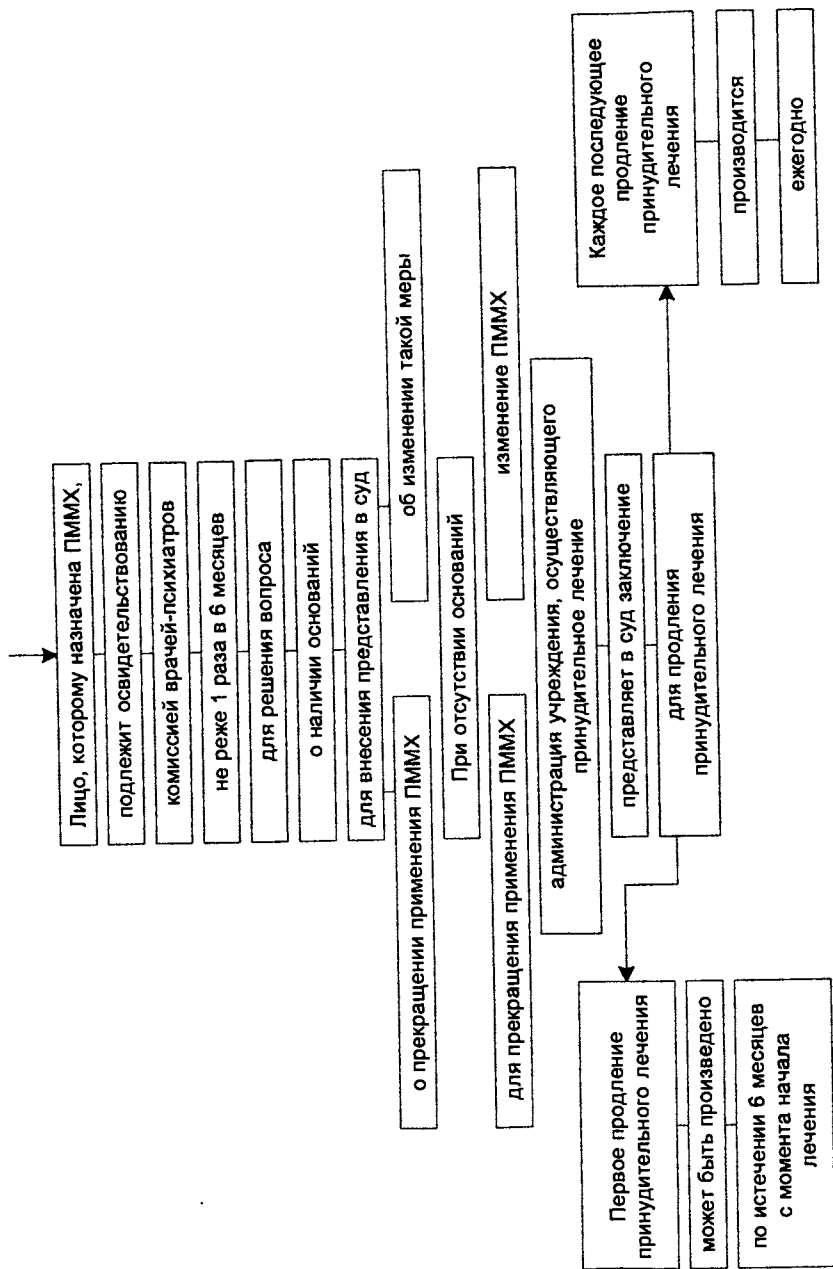 Лицо, которому назначена ПММХ,
подлежит освидетельствованию
комиссией врачей-психиатров
не реже 1 раза в 6 месяцев
для решения вопроса
о наличии оснований
для внесения представления в суд
о прекращении применения ПММХ
об изменении такой меры
При отсутствии оснований
для прекращения применения ПММХ
изменение ПММХ
администрация учреждения, осуществляющего
принудительное лечение
представляет в суд заключение
для продления
принудительного лечения
Первое продление
принудительного лечения
может быть произведено
по истечении 6 месяцев
с момента начала
лечения
Каждое последующее
продление
принудительного
лечения
производится
ежегодно